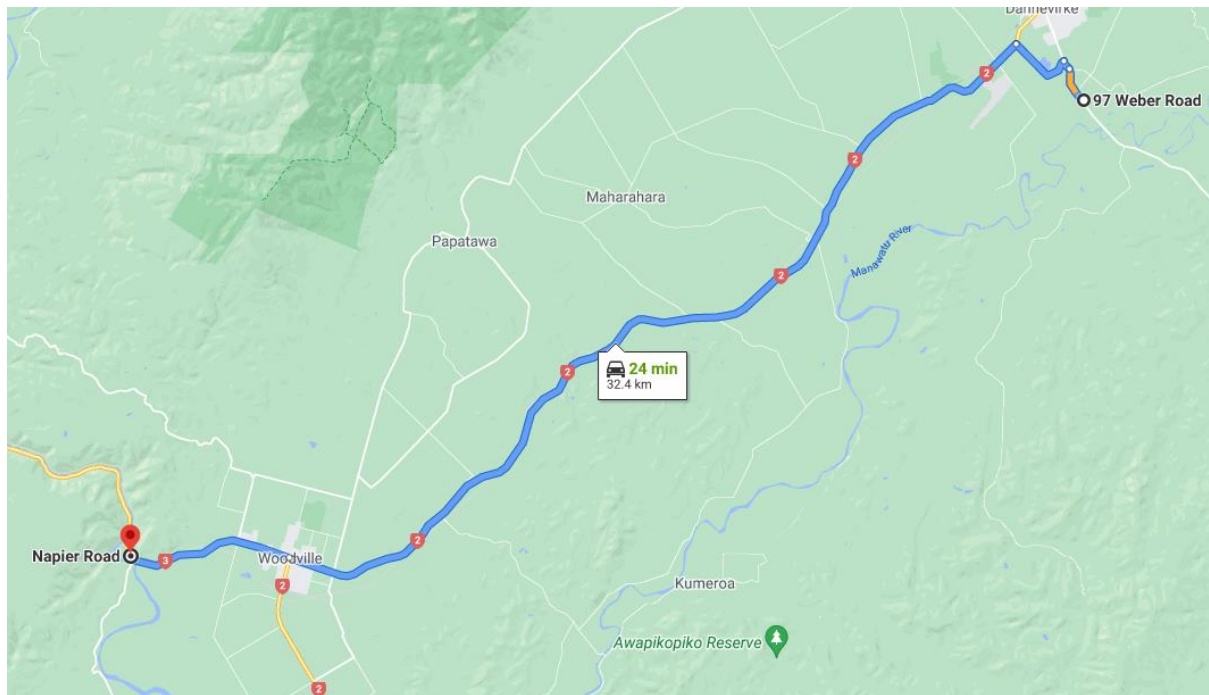 Dannevirke
2
97 Weber Road
2
Maharahara
Papatawa
Manawatu River
2
24 min
32.4 km
2
2
Napier Road
3
Woodville
2
Kumeroa
Awapikopiko Reserve
2